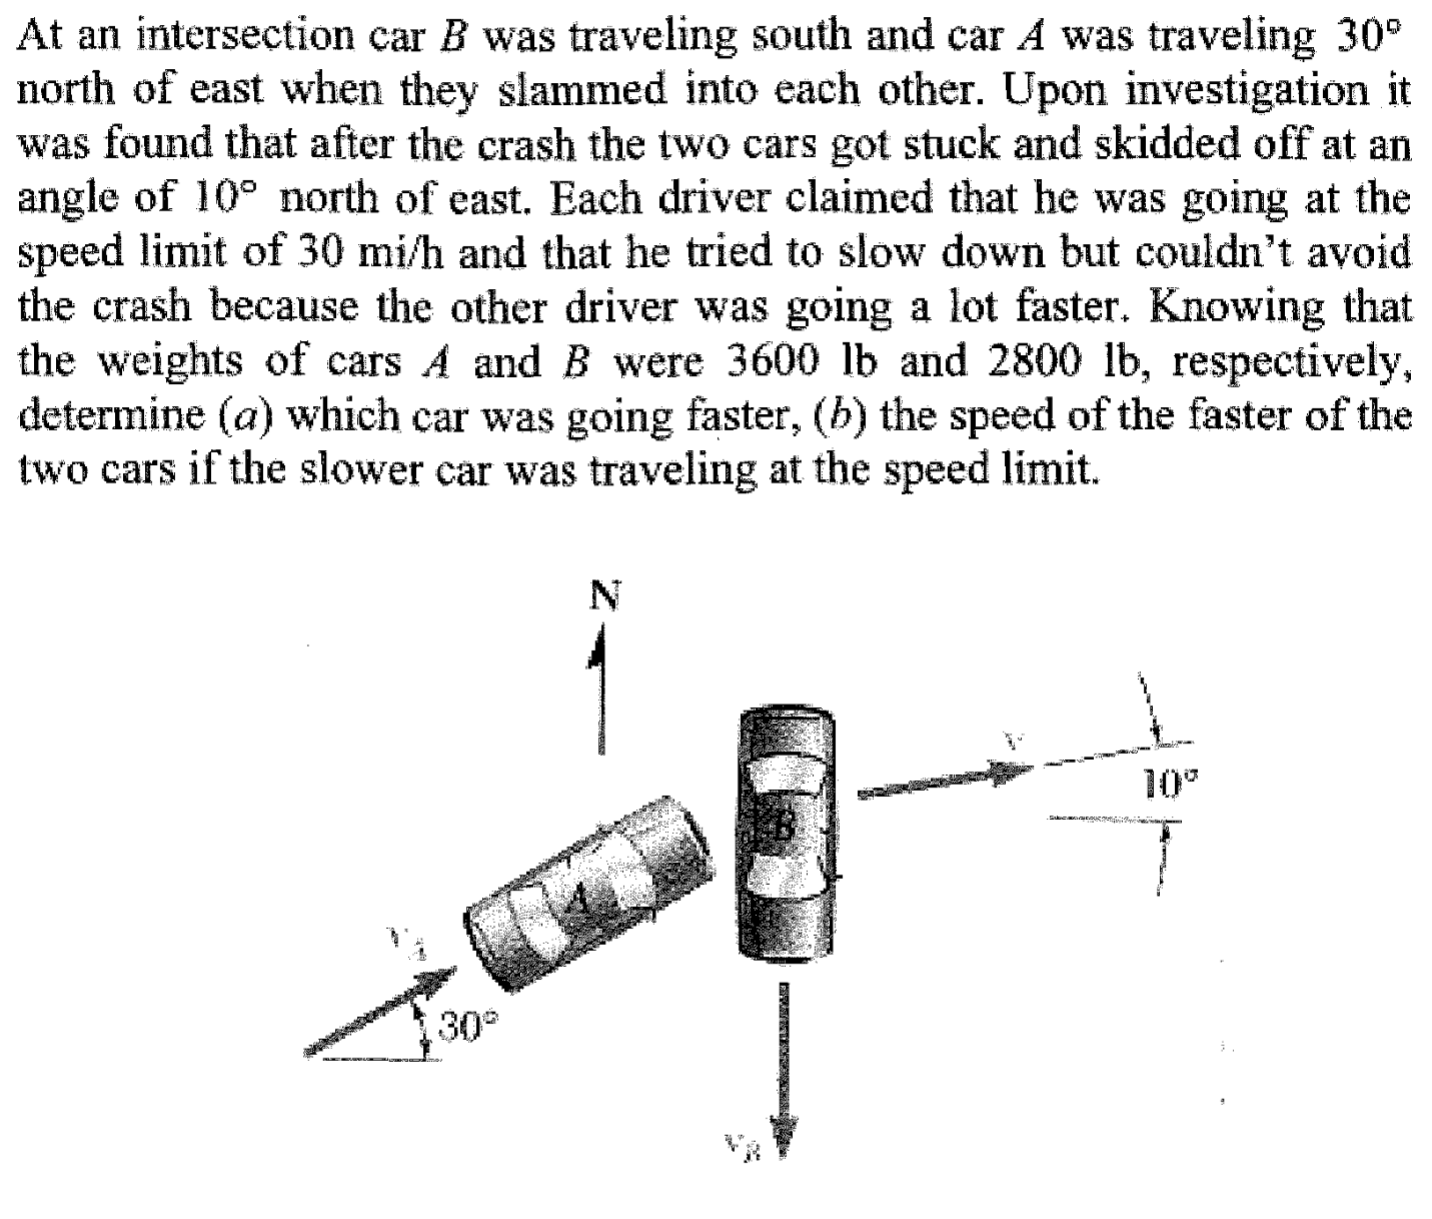 At an intersection car B was traveling south and car A was traveling 30°
north of east when they slammed into each other. Upon investigation it
was found that after the crash the two cars got stuck and skidded off at an
angle of 10° north of east. Each driver claimed that he was going at the
speed limit of 30 mi/h and that he tried to slow down but couldn't avoid
the crash because the other driver was going a lot faster. Knowing that
the weights of cars A and B were 3600 lb and 2800 lb, respectively,
determine (a) which car was going faster, (b) the speed of the faster of the
two cars if the slower car was traveling at the speed limit.
N
v
10°
B
A
vA
30°
vB